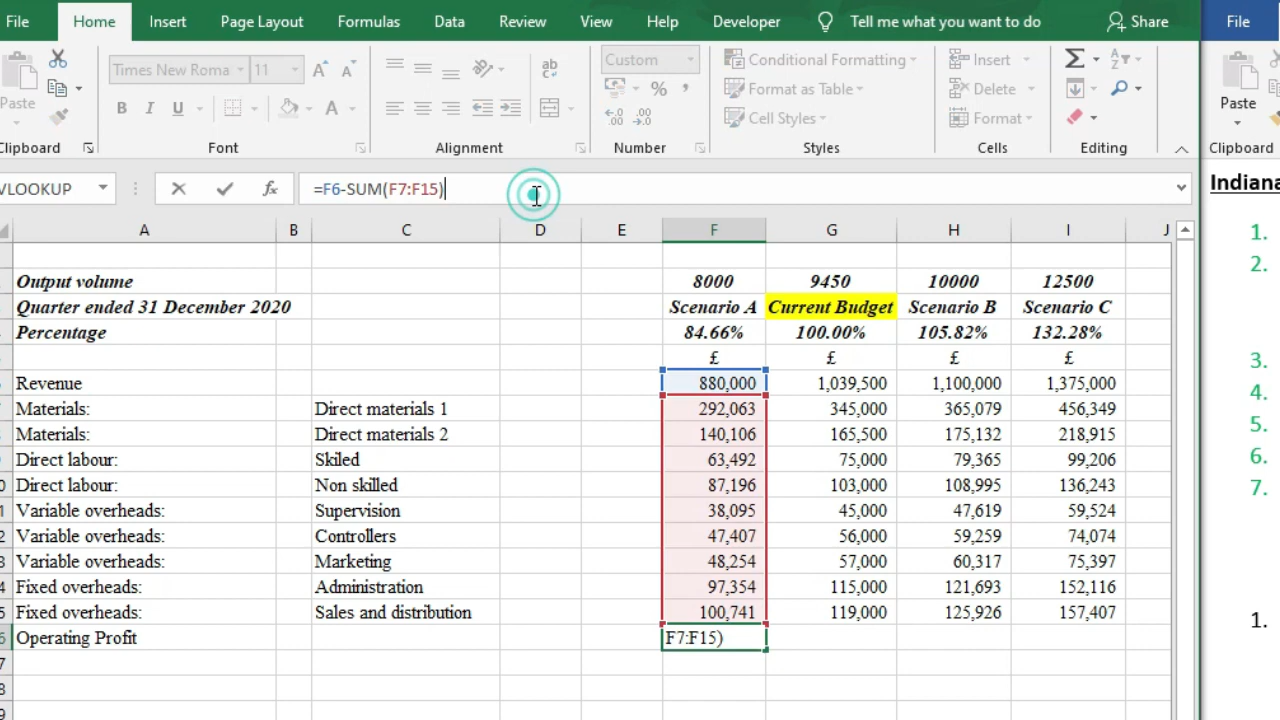 File Home Insert Page Layout Formulas Data Review View Help Developer Tell me what you want to do Share File
Times New Roma 11 Custom Conditional Formatting Insert
Paste B I U A % Format as Table Delete Paste
Cell Styles Format
Clipboard Font Alignment Number Styles Cells Editing Clipboard
VLOOKUP fx =F6-SUM(F7:F15)
A B C D E F G H I J
Output volume 8000 9450 10000 12500
Quarter ended 31 December 2020 Scenario A Current Budget Scenario B Scenario C
Percentage 84.66% 100.00% 105.82% 132.28%
£ £ £ £
Revenue 880,000 1,039,500 1,100,000 1,375,000
Materials: Direct materials 1 292,063 345,000 365,079 456,349
Materials: Direct materials 2 140,106 165,500 175,132 218,915
Direct labour: Skiled 63,492 75,000 79,365 99,206
Direct labour: Non skilled 87,196 103,000 108,995 136,243
Variable overheads: Supervision 38,095 45,000 47,619 59,524
Variable overheads: Controllers 47,407 56,000 59,259 74,074
Variable overheads: Marketing 48,254 57,000 60,317 75,397
Fixed overheads: Administration 97,354 115,000 121,693 152,116
Fixed overheads: Sales and distribution 100,741 119,000 125,926 157,407
Operating Profit F7:F15)
Indiana
1.
2.
3.
4.
5.
6.
7.
1.